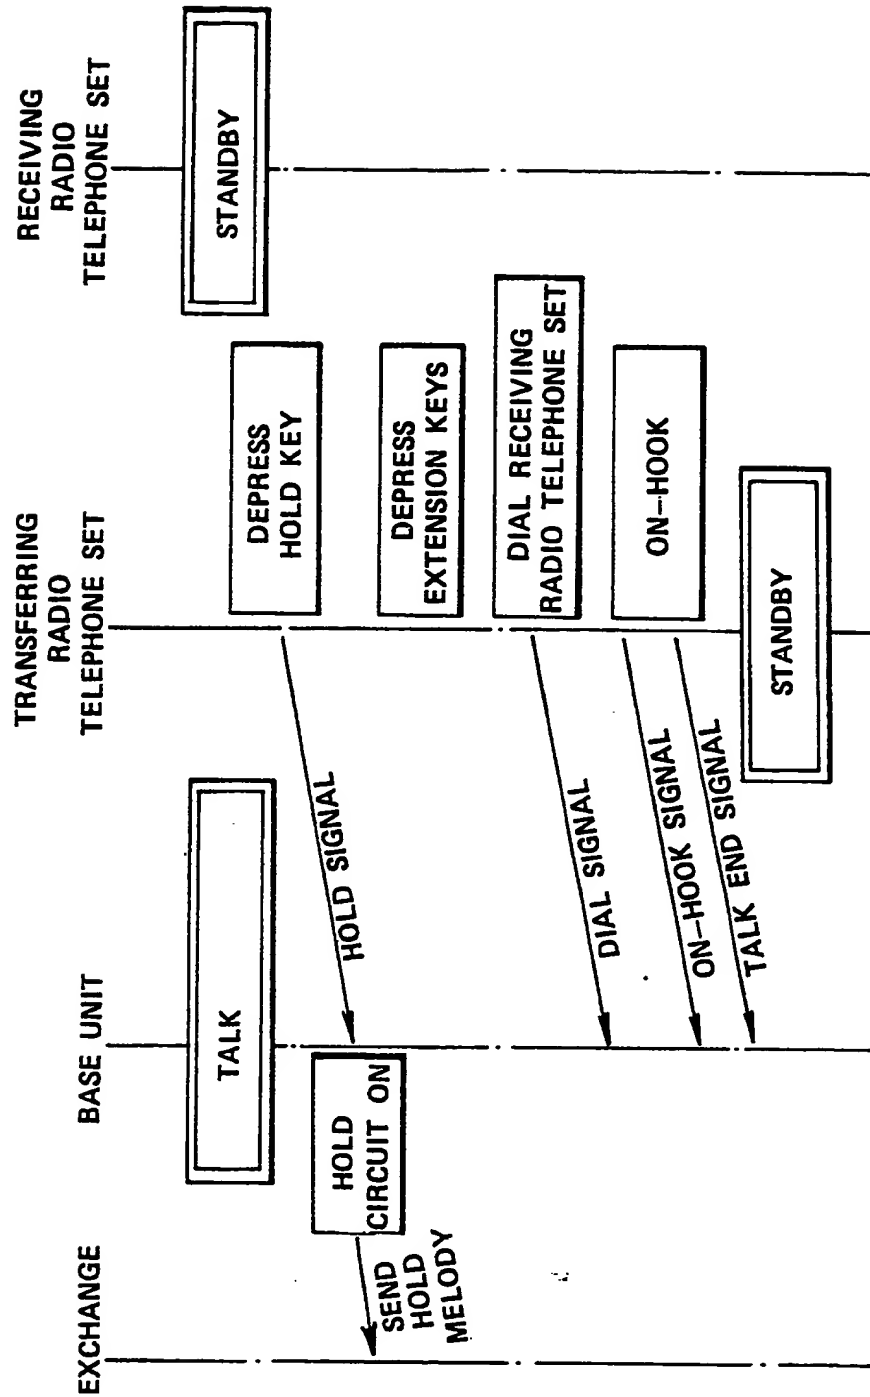 EXCHANGE
BASE UNIT
TRANSFERRING
RADIO
TELEPHONE SET
RECEIVING
RADIO
TELEPHONE SET
TALK
STANDBY
DEPRESS
HOLD KEY
HOLD SIGNAL
HOLD
CIRCUIT ON
SEND
HOLD
MELODY
DEPRESS
EXTENSION KEYS
DIAL RECEIVING
RADIO TELEPHONE SET
DIAL SIGNAL
ON-HOOK
ON-HOOK SIGNAL
TALK END SIGNAL
STANDBY